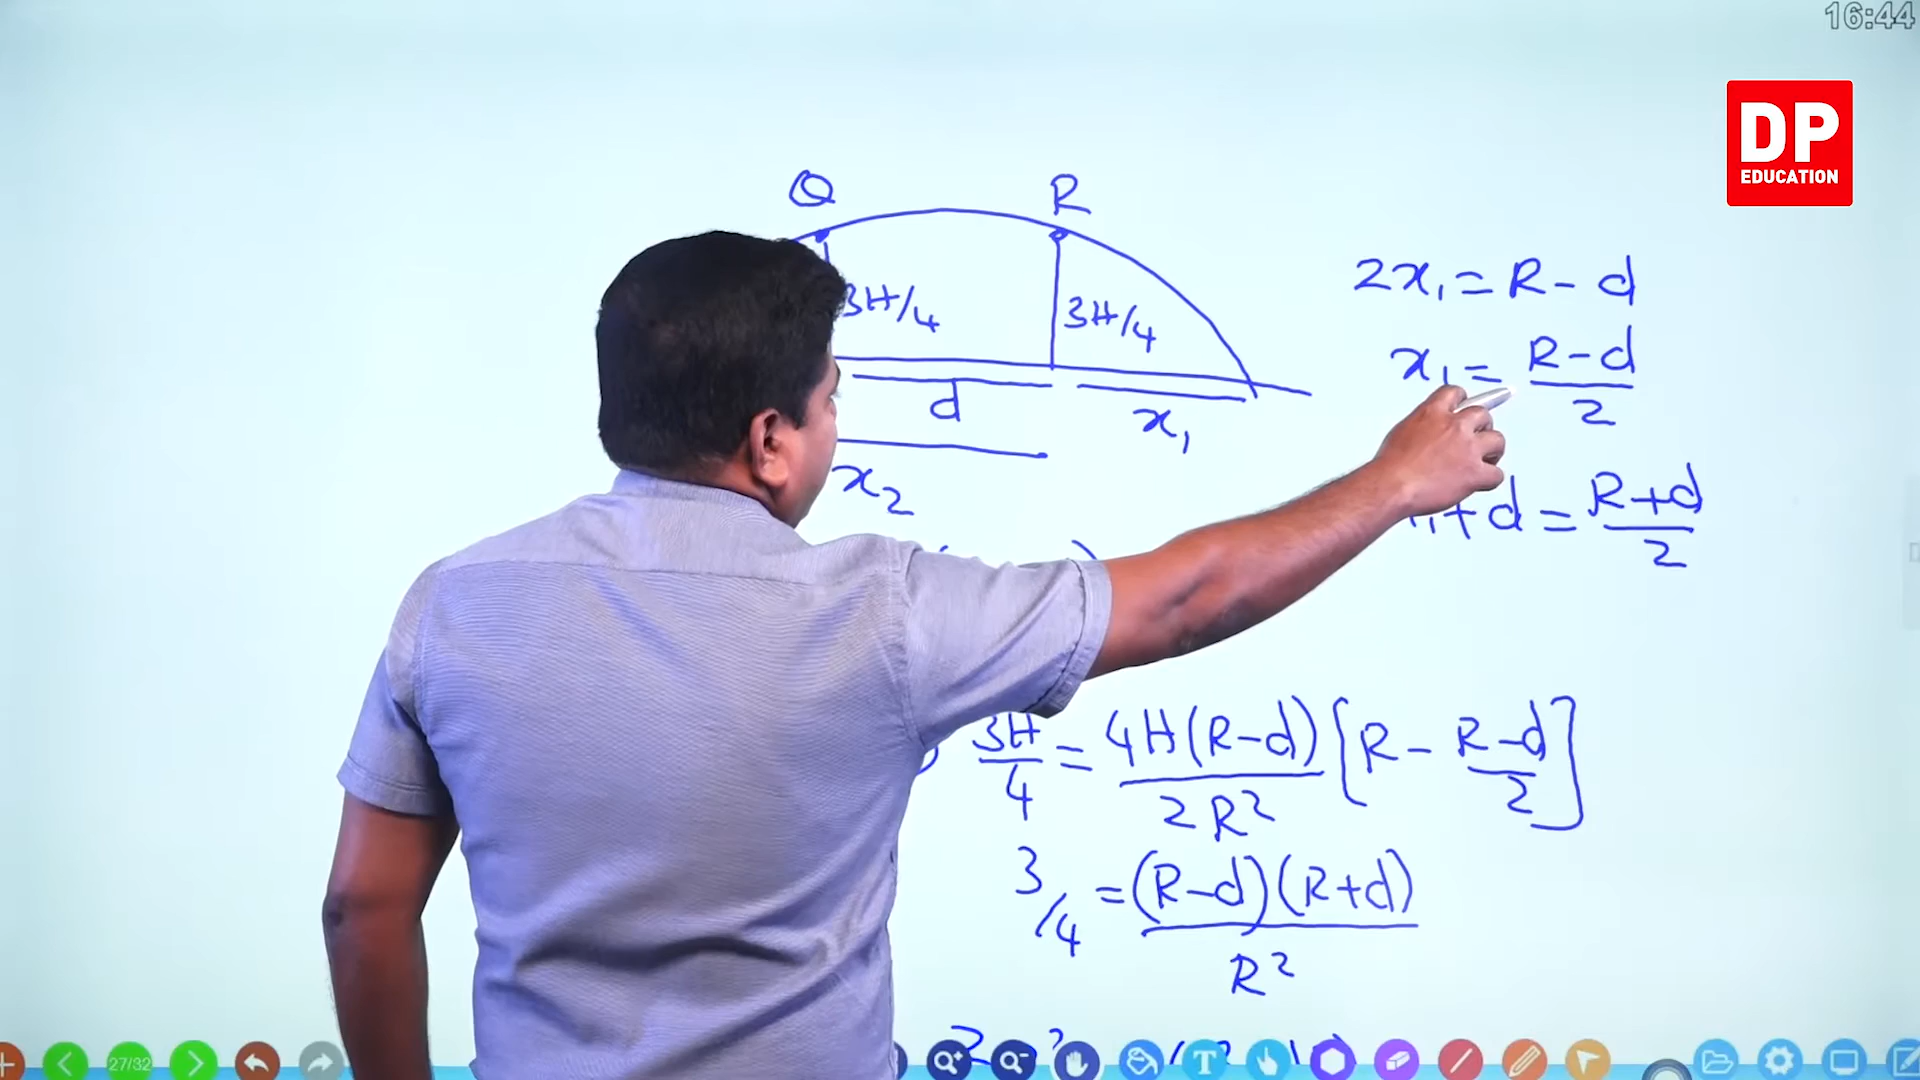 16:44
DP
EDUCATION
Q
R
3H/4
3H/4
d
x₁
x₂
2x₁ = R - d
x₁ = R-d/2
+ d = R+d/2
3H/4 = 4H(R-d)/2R² [R - R-d/2]
3/4 = (R-d)(R+d)/R²
27/32
T